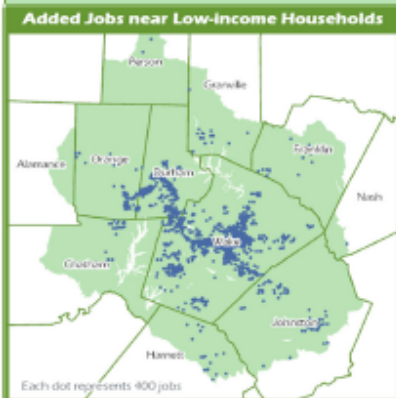 Added Jobs near Low-income Households
Person
Granville
Franklin
Orange
Durham
Alamance
Nash
Wake
Chatham
Johnston
Harnett
Each dot represents 400 jobs